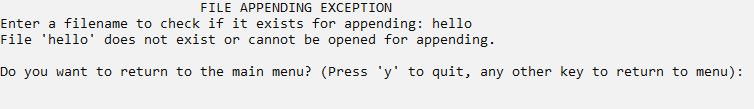 FILE APPENDING EXCEPTION
Enter a filename to check if it exists for appending: hello
File 'hello' does not exist or cannot be opened for appending.
Do you want to return to the main menu? (Press 'y' to quit, any other key to return to menu):